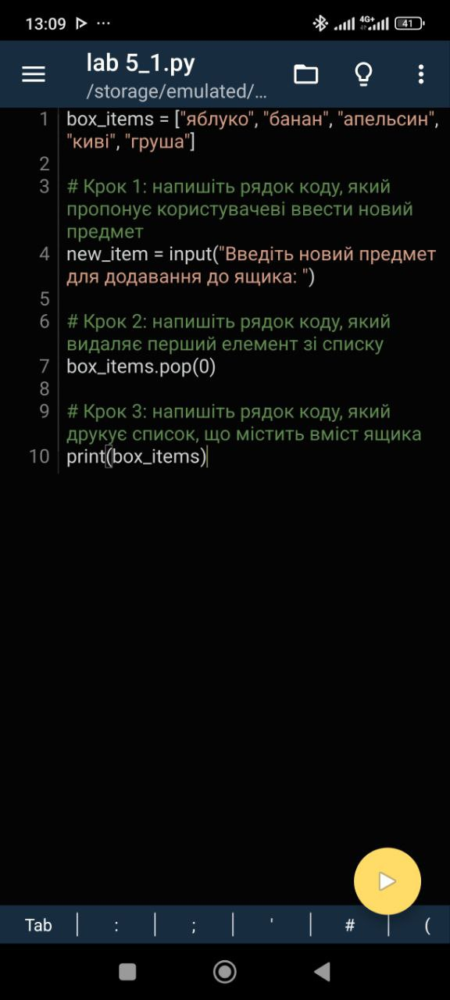 13:09 ...
4G+
41
lab 5_1.py
/storage/emulated/...
1 box_items = ["яблуко", "банан", "апельсин",
"киві", "груша"]
2
3 # Крок 1: напишіть рядок коду, який
пропонує користувачеві ввести новий
предмет
4 new_item = input("Введіть новий предмет
для додавання до ящика: ")
5
6 # Крок 2: напишіть рядок коду, який
видаляє перший елемент зі списку
7 box_items.pop(0)
8
9 # Крок 3: напишіть рядок коду, який
друкує список, що містить вміст ящика
10 print(box_items)
Tab : ; ' # (